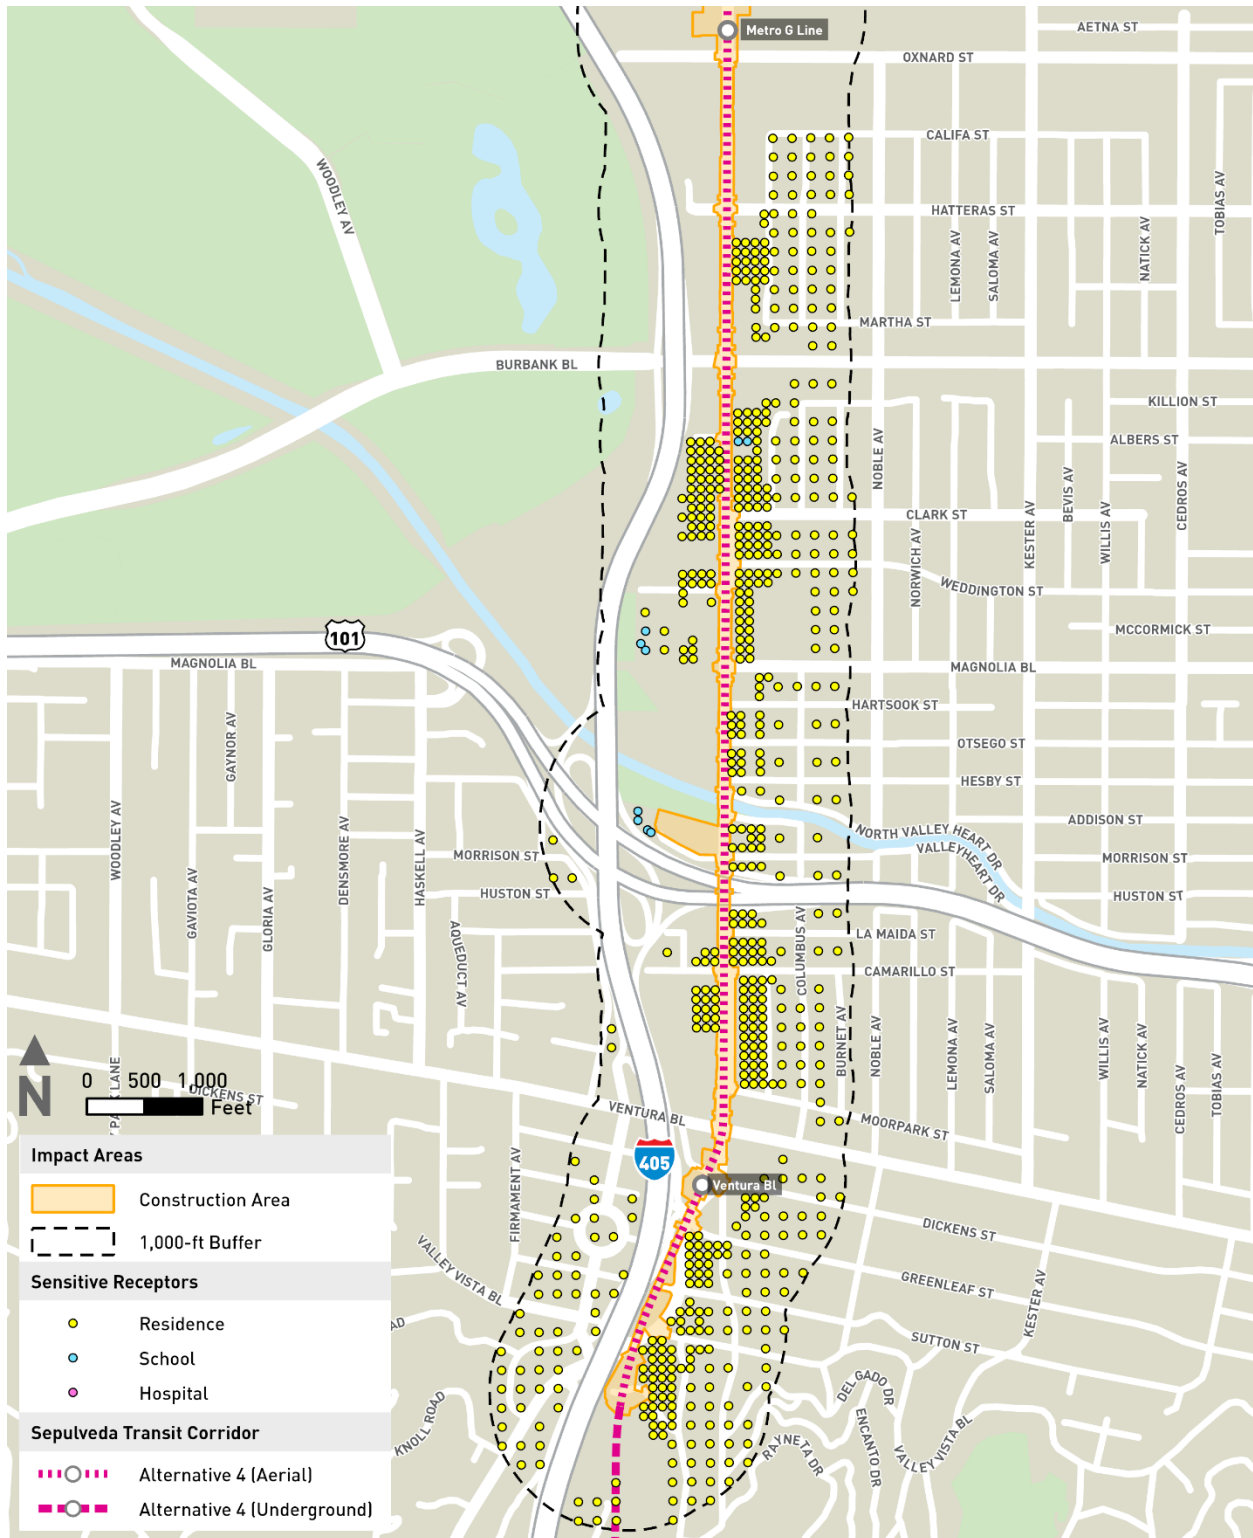 Metro G Line
AETNA ST
OXNARD ST
CALIFA ST
WOODLEY AV
HATTERAS ST
TOBIAS AV
LEMONA AV
SALOMA AV
NATICK AV
MARTHA ST
BURBANK BL
KILLION ST
NOBLE AV
ALBERS ST
BEVIS AV
WILLIS AV
CEDROS AV
KESTER AV
CLARK ST
NORWICH AV
WEDDINGTON ST
MCCORMICK ST
101
MAGNOLIA BL
MAGNOLIA BL
HARTSOOK ST
GAYNOR AV
OTSEGO ST
HESBY ST
WOODLEY AV
DENSMORE AV
HASKELL AV
ADDISON ST
NORTH VALLEY HEART DR
VALLEYHEART DR
MORRISON ST
MORRISON ST
GAVIOTA AV
GLORIA AV
HUSTON ST
HUSTON ST
AQUEDUCT AV
COLUMBUS AV
LA MAIDA ST
CAMARILLO ST
BURNET AV
NOBLE AV
LEMONA AV
SALOMA AV
WILLIS AV
NATICK AV
CEDROS AV
TOBIAS AV
N
0 500 1,000
Feet
PARK LANE
DICKENS ST
VENTURA BL
MOORPARK ST
405
Ventura Bl
FIRMAMENT AV
DICKENS ST
VALLEY VISTA BL
GREENLEAF ST
KESTER AV
SUTTON ST
AD
KNOLL ROAD
DELGADO DR
RAYNETA DR
ENCANTO DR
VALLEY VISTA BL
Impact Areas
Construction Area
1,000-ft Buffer
Sensitive Receptors
Residence
School
Hospital
Sepulveda Transit Corridor
Alternative 4 (Aerial)
Alternative 4 (Underground)